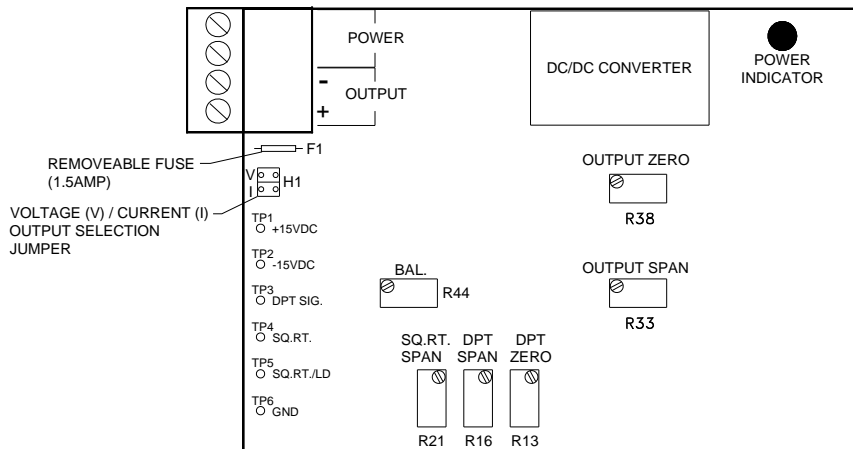 POWER
-
OUTPUT
+
DC/DC CONVERTER
POWER
INDICATOR
F1
REMOVEABLE FUSE
(1.5AMP)
V
I
H1
VOLTAGE (V) / CURRENT (I)
OUTPUT SELECTION
JUMPER
TP1
+15VDC
TP2
-15VDC
TP3
DPT SIG.
TP4
SQ.RT.
TP5
SQ.RT./LD
TP6
GND
OUTPUT ZERO
R38
BAL.
R44
OUTPUT SPAN
R33
SQ.RT.
SPAN
R21
DPT
SPAN
R16
DPT
ZERO
R13